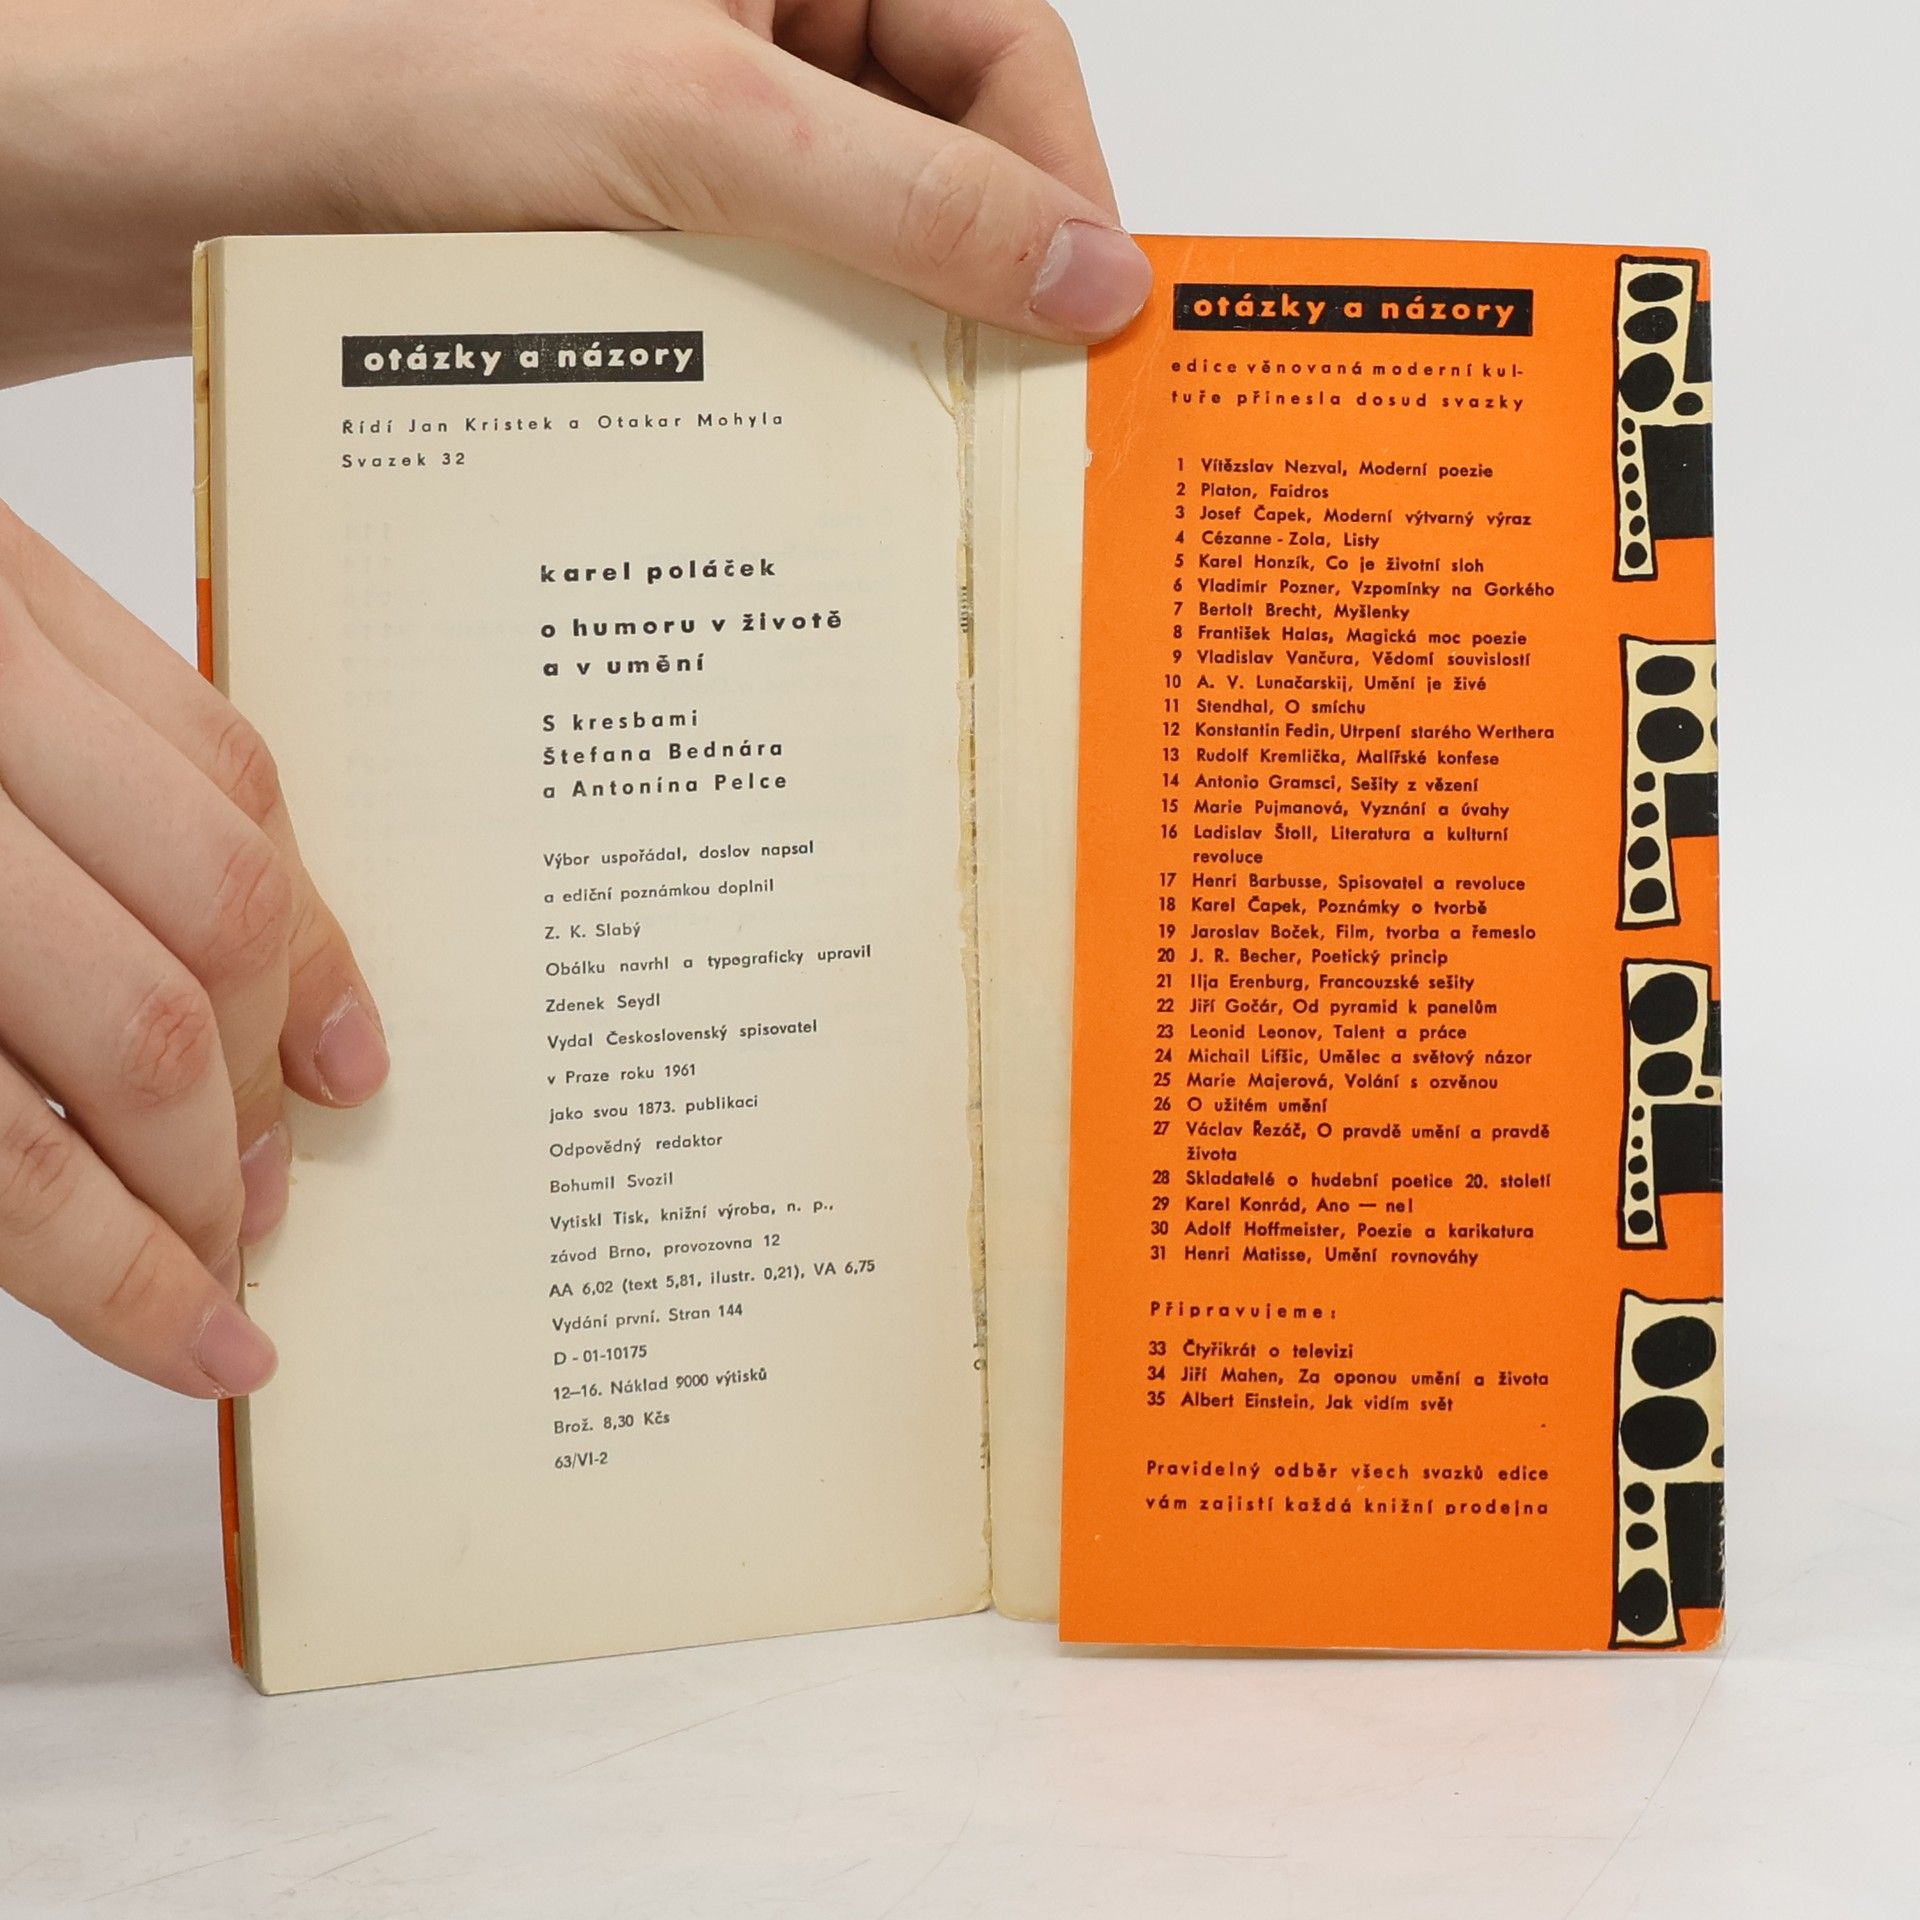 otázky a názory
Řídí Jan Kristek a Otakar Mohyla
Svazek 32
karel poláček
o humoru v životě
a v umění
S kresbami
Štefana Bednára
a Antonína Pelce
Výbor uspořádal, doslov napsal
a ediční poznámkou doplnil
Z. K. Slabý
Obálku navrhl a typograficky upravil
Zdenek Seydl
Vydal Československý spisovatel
v Praze roku 1961
jako svou 1873. publikaci
Odpovědný redaktor
Bohumil Svozil
Vytiskl Tisk, knižní výroba, n. p.,
závod Brno, provozovna 12
AA 6,02 (text 5,81, ilustr. 0,21), VA 6,75
Vydání první. Stran 144
D - 01-10175
12—16. Náklad 9000 výtisků
Brož. 8,30 Kčs
63/VI-2
otázky a názory
edice věnovaná moderní kul-
tuře přinesla dosud svazky
1 Vítězslav Nezval, Moderní poezie
2 Platon, Faidros
3 Josef Čapek, Moderní výtvarný výraz
4 Cézanne - Zola, Listy
5 Karel Honzík, Co je životní sloh
6 Vladimír Pozner, Vzpomínky na Gorkého
7 Bertolt Brecht, Myšlenky
8 František Halas, Magická moc poezie
9 Vladislav Vančura, Vědomí souvislostí
10 A. V. Lunačarskij, Umění je živé
11 Stendhal, O smíchu
12 Konstantin Fedin, Utrpení starého Werthera
13 Rudolf Kremlička, Malířské konfese
14 Antonio Gramsci, Sešity z vězení
15 Marie Pujmanová, Vyznání a úvahy
16 Ladislav Štoll, Literatura a kulturní
revoluce
17 Henri Barbusse, Spisovatel a revoluce
18 Karel Čapek, Poznámky o tvorbě
19 Jaroslav Boček, Film, tvorba a řemeslo
20 J. R. Becher, Poetický princip
21 Ilja Erenburg, Francouzské sešity
22 Jiří Gočár, Od pyramid k panelům
23 Leonid Leonov, Talent a práce
24 Michail Lifšic, Umělec a světový názor
25 Marie Majerová, Volání s ozvěnou
26 O užitém umění
27 Václav Řezáč, O pravdě umění a pravdě
života
28 Skladatelé o hudební poetice 20. století
29 Karel Konrád, Ano — ne!
30 Adolf Hoffmeister, Poezie a karikatura
31 Henri Matisse, Umění rovnováhy
Připravujeme:
33 Čtyřikrát o televizi
34 Jiří Mahen, Za oponou umění a života
35 Albert Einstein, Jak vidím svět
Pravidelný odběr všech svazků edice
vám zajistí každá knižní prodejna